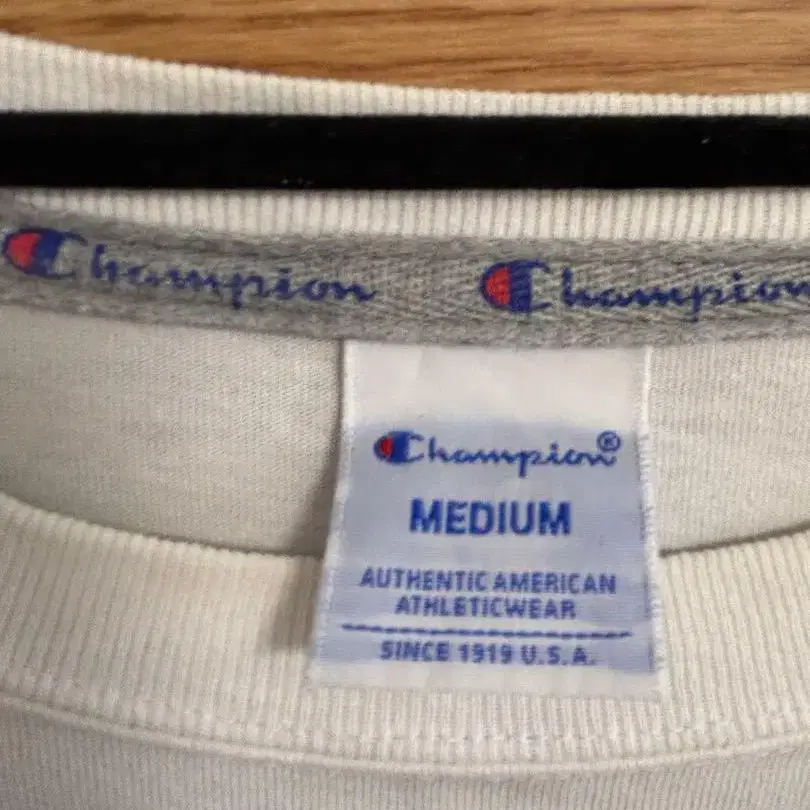 Champion Champion
Champion®
MEDIUM
AUTHENTIC AMERICAN
ATHLETICWEAR
SINCE 1919 U.S.A.